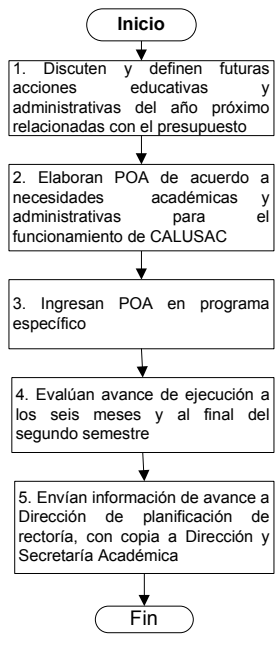 Inicio
1. Discuten y definen futuras
acciones educativas y
administrativas del año próximo
relacionadas con el presupuesto
2. Elaboran POA de acuerdo a
necesidades académicas y
administrativas para el
funcionamiento de CALUSAC
3. Ingresan POA en programa
específico
4. Evalúan avance de ejecución a
los seis meses y al final del
segundo semestre
5. Envían información de avance a
Dirección de planificación de
rectoría, con copia a Dirección y
Secretaría Académica
Fin